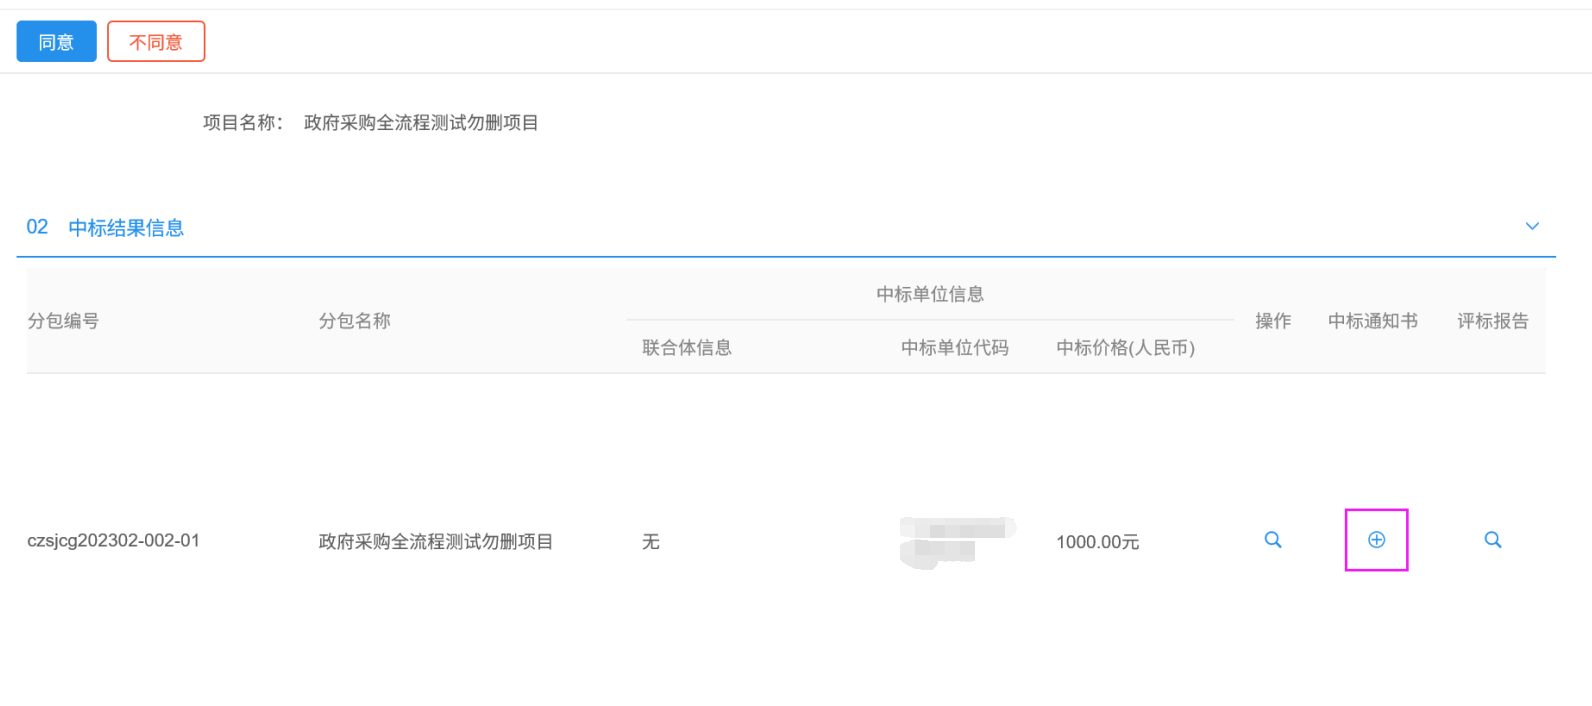 同意 不同意
项目名称： 政府采购全流程测试勿删项目
02 中标结果信息
中标单位信息
分包编号 分包名称 操作 中标通知书 评标报告
联合体信息 中标单位代码 中标价格(人民币)
czsjcg202302-002-01 政府采购全流程测试勿删项目 无 1000.00元